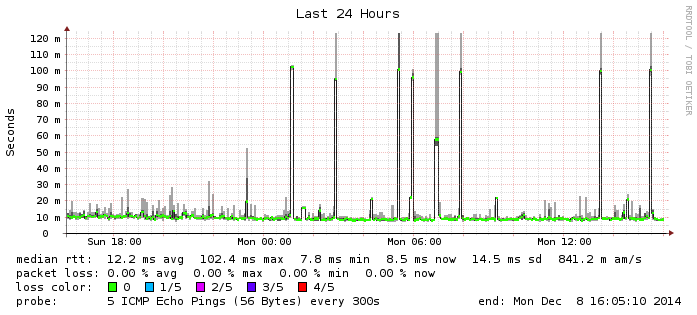 Last 24 Hours
RRDTOOL / TOBI OETIKER
Seconds
120 m
110 m
100 m
90 m
80 m
70 m
60 m
50 m
40 m
30 m
20 m
10 m
0
Sun 18:00 Mon 00:00 Mon 06:00 Mon 12:00
median rtt: 12.2 ms avg 102.4 ms max 7.8 ms min 8.5 ms now 14.5 ms sd 841.2 m am/s
packet loss: 0.00 % avg 0.00 % max 0.00 % min 0.00 % now
loss color: 0 1/5 2/5 3/5 4/5
probe: 5 ICMP Echo Pings (56 Bytes) every 300s end: Mon Dec 8 16:05:10 2014